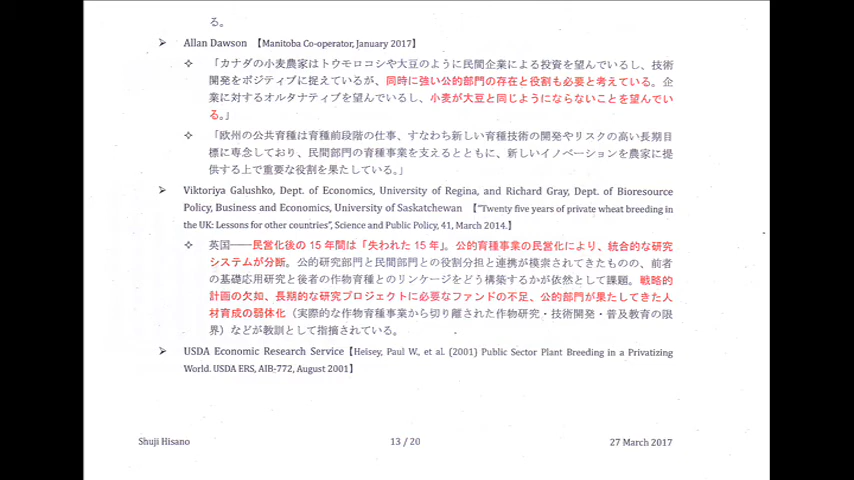 る。
➢ Allan Dawson 【Manitoba Co-operator, January 2017】
✧ 「カナダの小麦農家はトウモロコシや大豆のように民間企業による投資を望んでいるし、技術
開発をポジティブに捉えているが、同時に強い公的部門の存在と役割も必要と考えている。企
業に対するオルタナティブを望んでいるし、小麦が大豆と同じようにならないことを望んでい
る。」
✧ 「欧州の公共育種は育種前段階の仕事、すなわち新しい育種技術の開発やリスクの高い長期目
標に専念しており、民間部門の育種事業を支えるとともに、新しいイノベーションを農家に提
供する上で重要な役割を果たしている。」
➢ Viktoriya Galushko, Dept. of Economics, University of Regina, and Richard Gray, Dept. of Bioresource
Policy, Business and Economics, University of Saskatchewan 【"Twenty five years of private wheat breeding in
the UK: Lessons for other countries", Science and Public Policy, 41, March 2014.】
✧ 英国――民営化後の 15 年間は「失われた 15 年」。公的育種事業の民営化により、統合的な研究
システムが分断。公的研究部門と民間部門との役割分担と連携が模索されてきたものの、前者
の基礎応用研究と後者の作物育種とのリンケージをどう構築するかが依然として課題。戦略的
計画の欠如、長期的な研究プロジェクトに必要なファンドの不足、公的部門が果たしてきた人
材育成の弱体化（実際的な作物育種事業から切り離された作物研究・技術開発・普及教育の限
界）などが教訓として指摘されている。
➢ USDA Economic Research Service【Heisey, Paul W., et al. (2001) Public Sector Plant Breeding in a Privatizing
World. USDA ERS, AIB-772, August 2001】
Shuji Hisano 13 / 20 27 March 2017